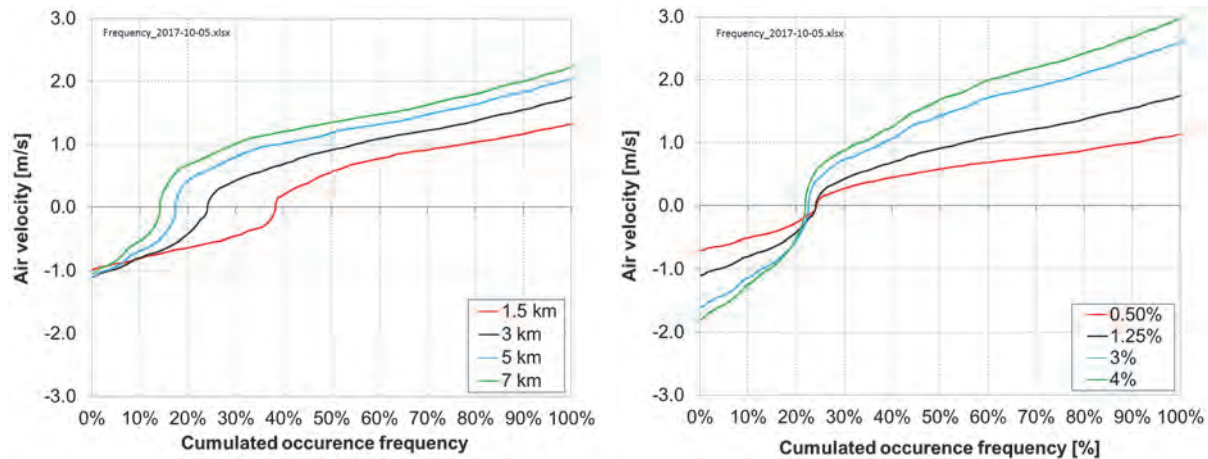 3.0
Frequency_2017-10-05.xlsx
2.0
1.0
0.0
-1.0
-2.0
-3.0
Air velocity [m/s]
1.5 km
3 km
5 km
7 km
0% 10% 20% 30% 40% 50% 60% 70% 80% 90% 100%
Cumulated occurence frequency
3.0
Frequency_2017-10-05.xlsx
2.0
1.0
0.0
-1.0
-2.0
-3.0
Air velocity [m/s]
0.50%
1.25%
3%
4%
0% 10% 20% 30% 40% 50% 60% 70% 80% 90% 100%
Cumulated occurence frequency [%]